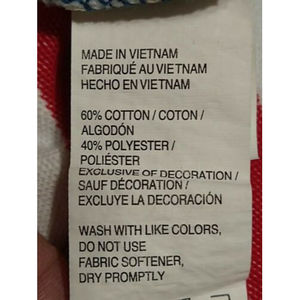 MADE IN VIETNAM
FABRIQUÉ AU VIETNAM
HECHO EN VIETNAM
60% COTTON / COTON /
ALGODÓN
40% POLYESTER /
POLIÉSTER
EXCLUSIVE OF DECORATION /
SAUF DÉCORATION /
EXCLUYE LA DECORACIÓN
WASH WITH LIKE COLORS,
DO NOT USE
FABRIC SOFTENER,
DRY PROMPTLY